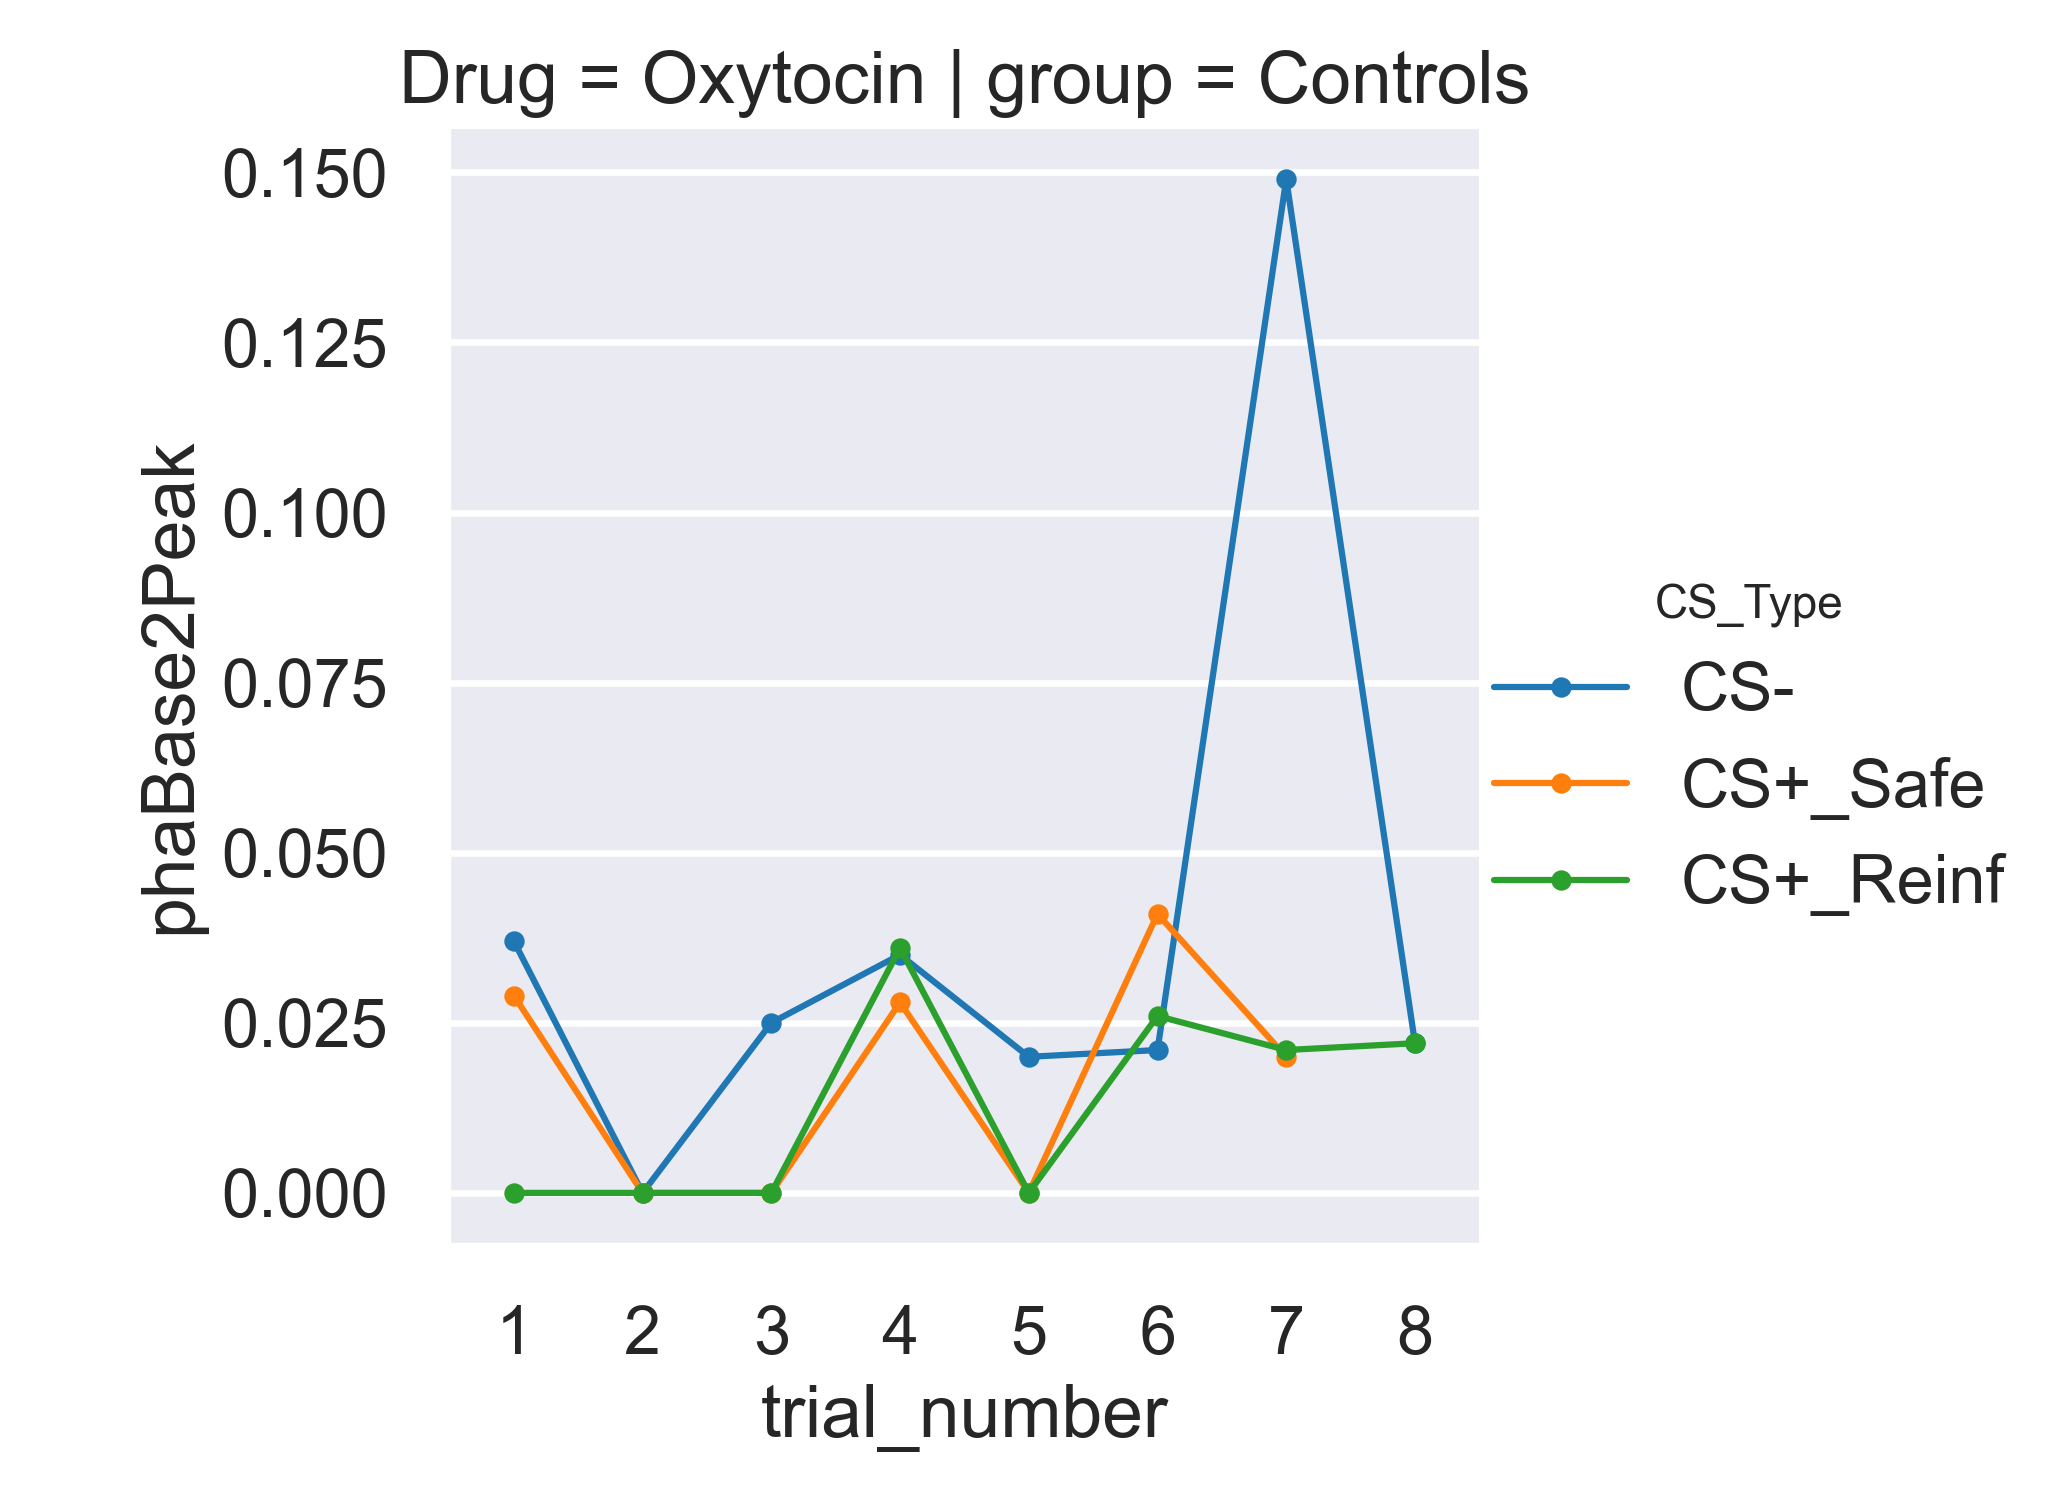 Drug = Oxytocin | group = Controls
phaBase2Peak
0.150
0.125
0.100
0.075
0.050
0.025
0.000
1 2 3 4 5 6 7 8
trial_number
CS_Type
CS-
CS+_Safe
CS+_Reinf